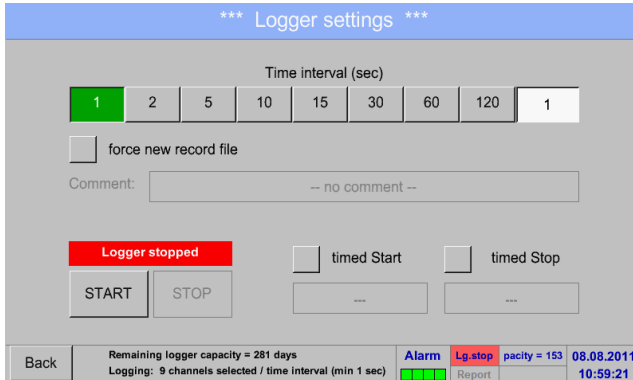 *** Logger settings ***
Time interval (sec)
1 2 5 10 15 30 60 120 1
force new record file
Comment: -- no comment --
Logger stopped
timed Start timed Stop
START STOP --- ---
Back
Remaining logger capacity = 281 days
Logging: 9 channels selected / time interval (min 1 sec)
Alarm Lg.stop pacity = 153 08.08.2011
Report 10:59:21